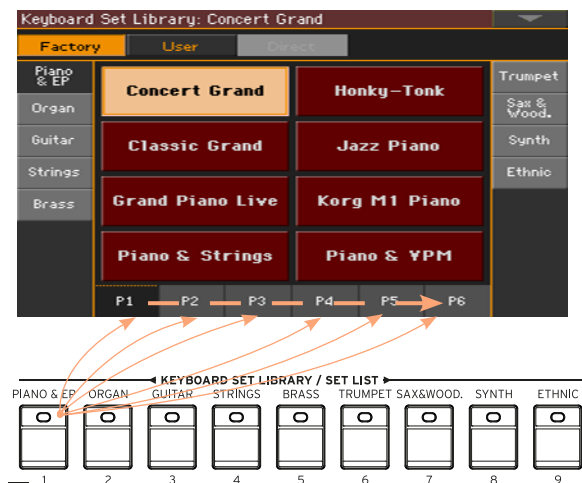 Keyboard Set Library: Concert Grand
Factory User Direct
Piano & EP
Organ
Guitar
Strings
Brass
Concert Grand
Honky-Tonk
Classic Grand
Jazz Piano
Grand Piano Live
Korg M1 Piano
Piano & Strings
Piano & YPM
Trumpet
Sax & Wood.
Synth
Ethnic
P1 P2 P3 P4 P5 P6
KEYBOARD SET LIBRARY / SET LIST
PIANO & EP ORGAN GUITAR STRINGS BRASS TRUMPET SAX&WOOD. SYNTH ETHNIC
1 2 3 4 5 6 7 8 9